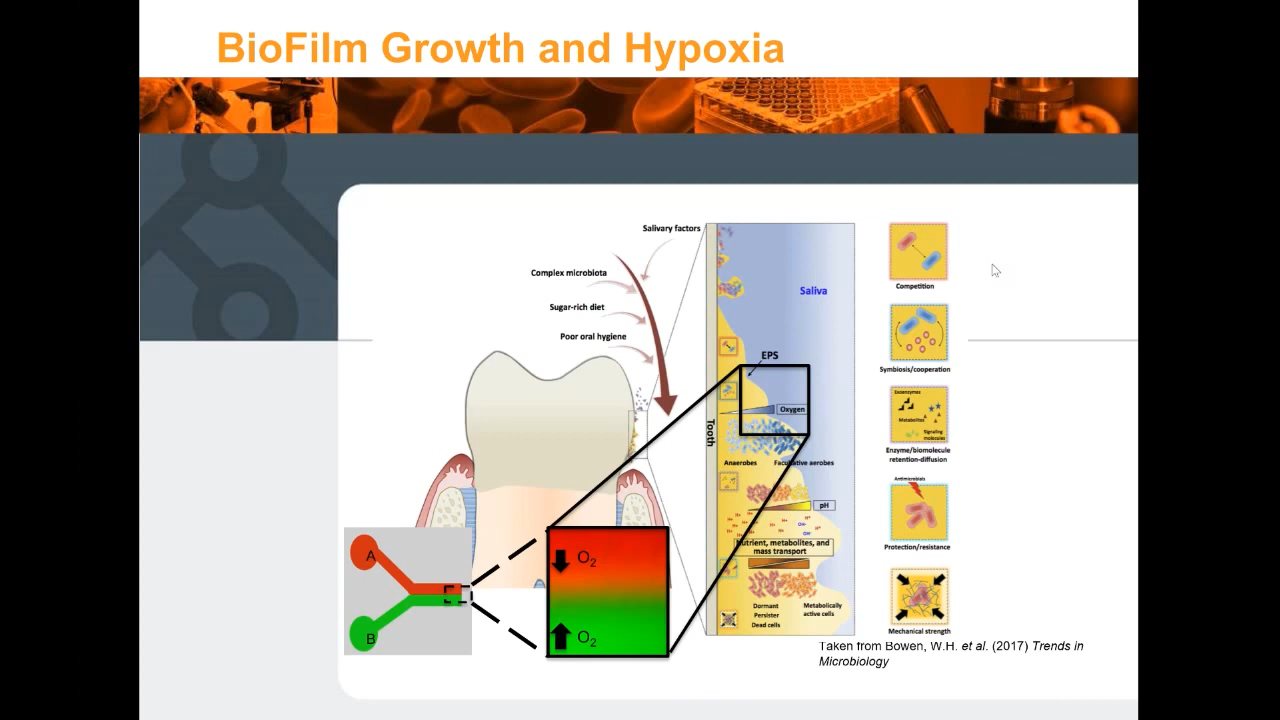 BioFilm Growth and Hypoxia
Salivary factors
Complex microbiota
Sugar-rich diet
Poor oral hygiene
Saliva
EPS
Oxygen
Tooth
Anaerobes
Facultative aerobes
pH
H+
OH-
Nutrient, metabolites, and
mass transport
Dormant
Persister
Dead cells
Metabolically
active cells
Competition
Symbiosis/cooperation
Exoenzymes
Metabolites
Signaling
molecules
Enzyme/biomolecule
retention-diffusion
Antimicrobials
Protection/resistance
Mechanical strength
A
B
O2
O2
Taken from Bowen, W.H. et al. (2017) Trends in
Microbiology